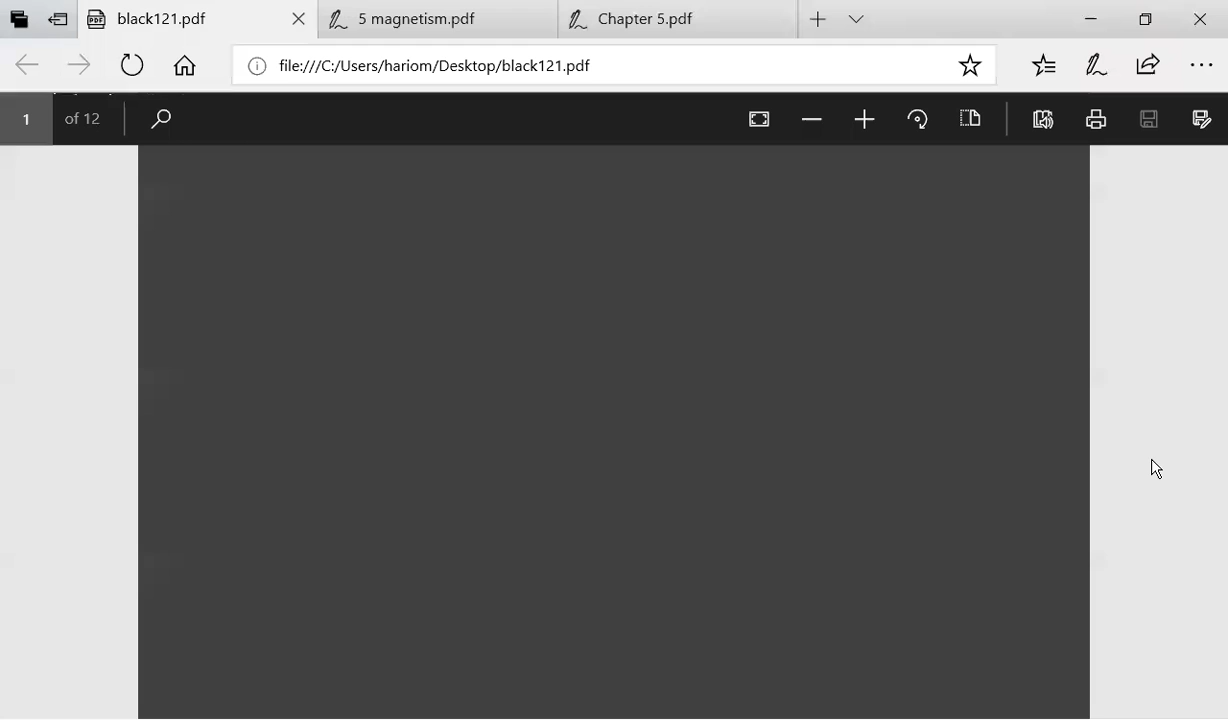 black121.pdf
5 magnetism.pdf
Chapter 5.pdf
file:///C:/Users/hariom/Desktop/black121.pdf
1 of 12